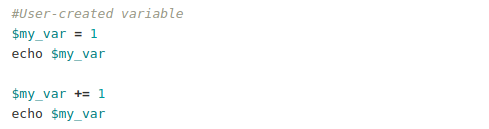 #User-created variable
$my_var = 1
echo $my_var

$my_var += 1
echo $my_var